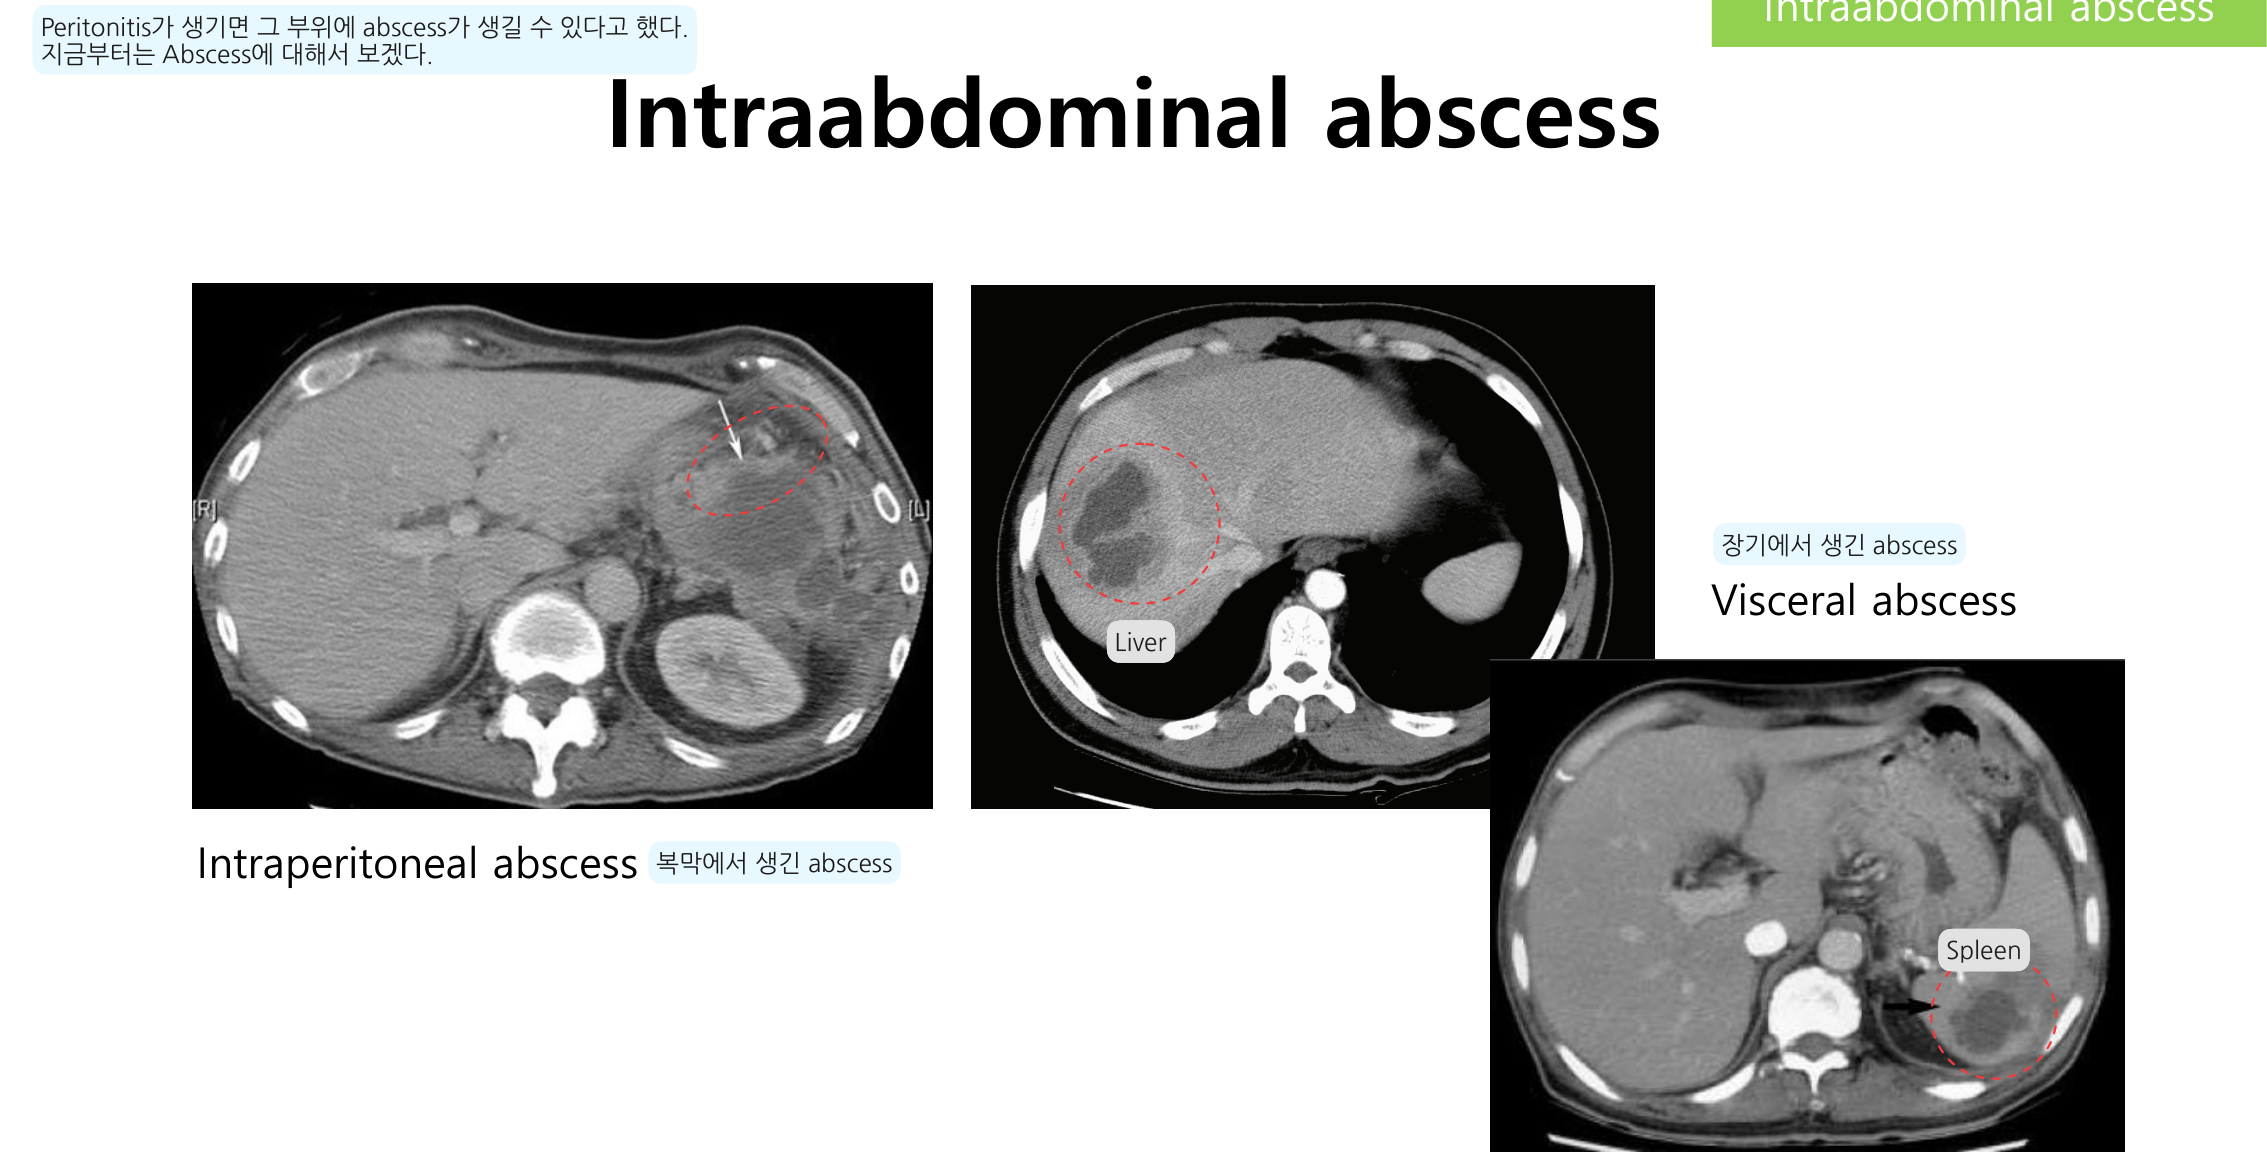 Peritonitis가 생기면 그 부위에 abscess가 생길 수 있다고 했다.
지금부터는 Abscess에 대해서 보겠다.
Intraabdominal abscess
Intraabdominal abscess
[R]
[L]
Liver
장기에서 생긴 abscess
Visceral abscess
Intraperitoneal abscess 복막에서 생긴 abscess
Spleen